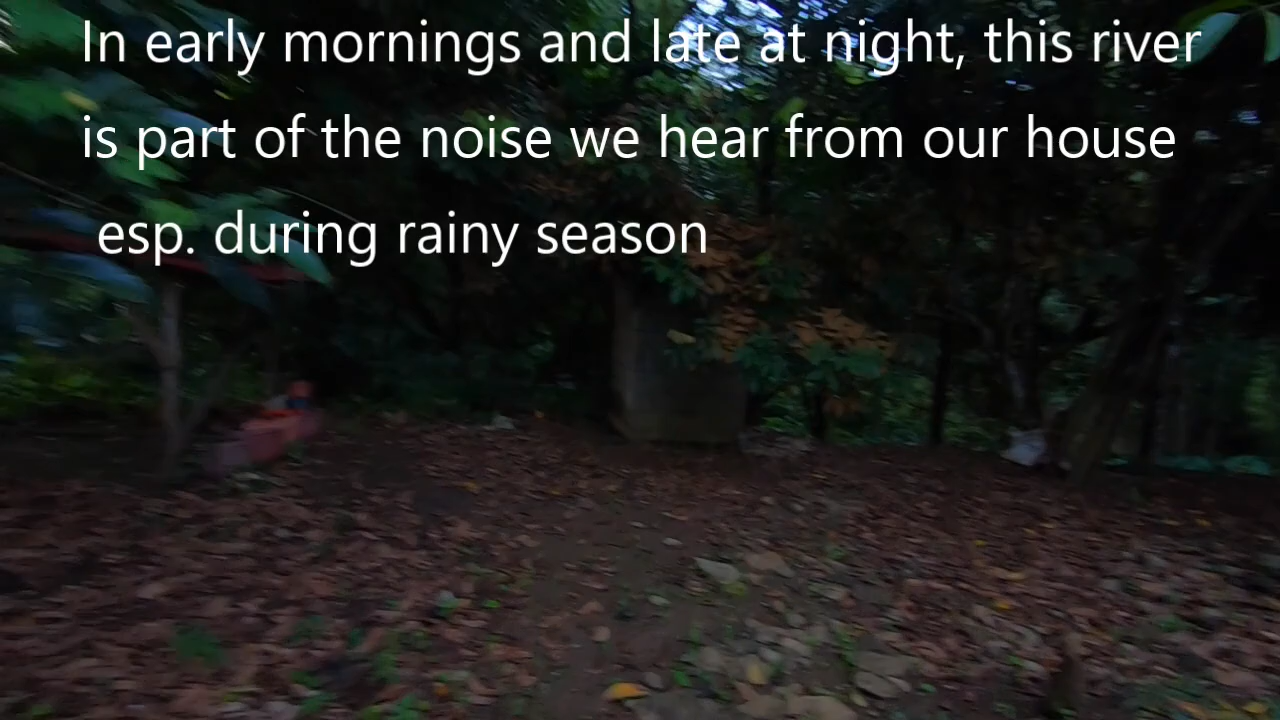 In early mornings and late at night, this river
is part of the noise we hear from our house
esp. during rainy season